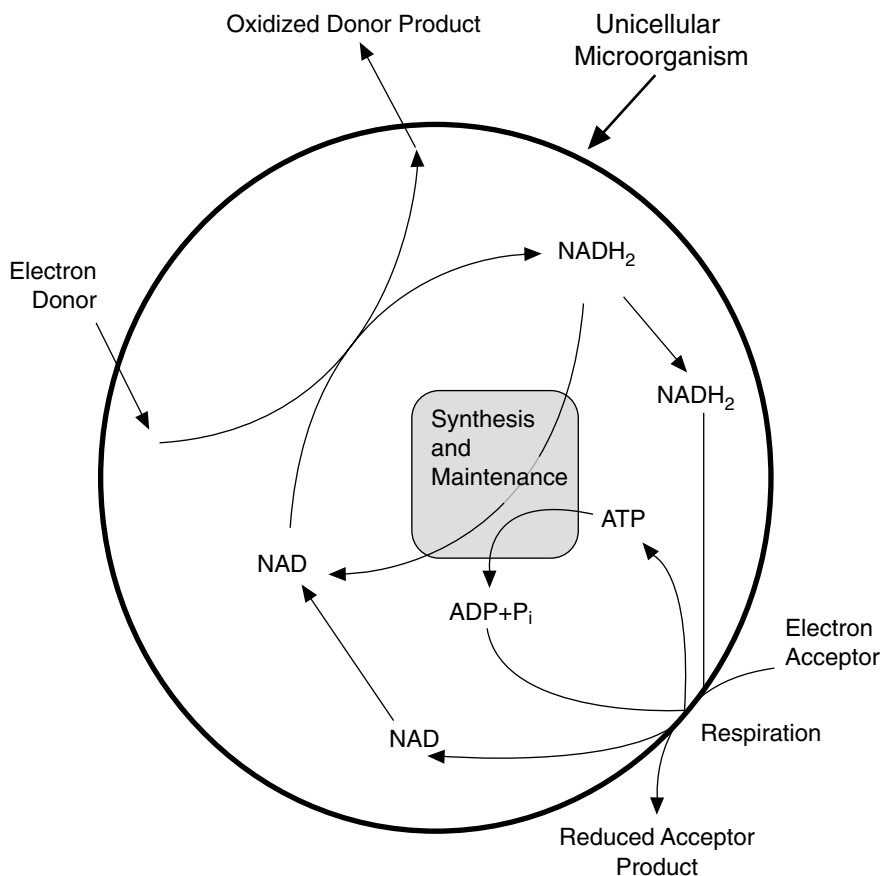 Oxidized Donor Product
Unicellular
Microorganism
Electron
Donor
NADH₂
NADH₂
Synthesis
and
Maintenance
ATP
NAD
ADP+Pᵢ
Electron
Acceptor
NAD
Respiration
Reduced Acceptor
Product